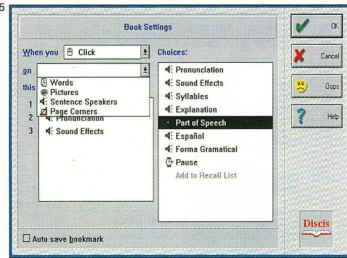 5
Book Settings
When you
Click
Choices:
on
Words
Pictures
Sentence Speakers
Page Corners
this
1
2 Pronunciation
3 Sound Effects
Pronunciation
Sound Effects
Syllables
Explanation
Part of Speech
Español
Forma Gramatical
Pause
Add to Recall List
Auto save bookmark
OK
Cancel
Oops
Help
Discis